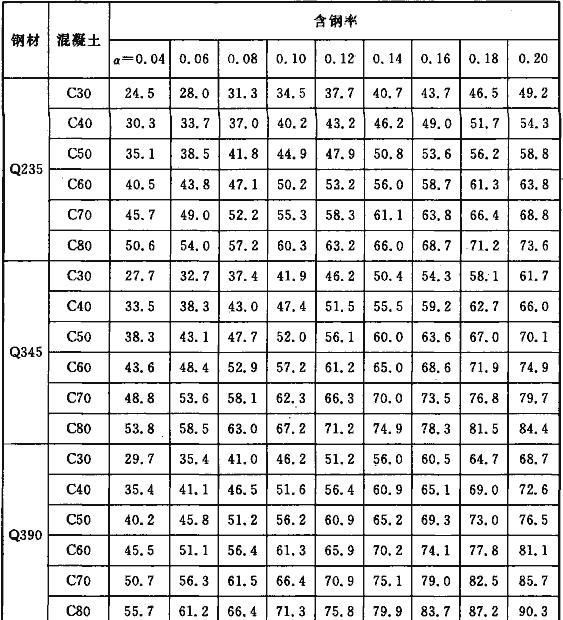 钢材 混凝土 含钢率
α=0.04 0.06 0.08 0.10 0.12 0.14 0.16 0.18 0.20
Q235
C30 24.5 28.0 31.3 34.5 37.7 40.7 43.7 46.5 49.2
C40 30.3 33.7 37.0 40.2 43.2 46.2 49.0 51.7 54.3
C50 35.1 38.5 41.8 44.9 47.9 50.8 53.6 56.2 58.8
C60 40.5 43.8 47.1 50.2 53.2 56.0 58.7 61.3 63.8
C70 45.7 49.0 52.2 55.3 58.3 61.1 63.8 66.4 68.8
C80 50.6 54.0 57.2 60.3 63.2 66.0 68.7 71.2 73.6
Q345
C30 27.7 32.7 37.4 41.9 46.2 50.4 54.3 58.1 61.7
C40 33.5 38.3 43.0 47.4 51.5 55.5 59.2 62.7 66.0
C50 38.3 43.1 47.7 52.0 56.1 60.0 63.6 67.0 70.1
C60 43.6 48.4 52.9 57.2 61.2 65.0 68.6 71.9 74.9
C70 48.8 53.6 58.1 62.3 66.3 70.0 73.5 76.8 79.7
C80 53.8 58.5 63.0 67.2 71.2 74.9 78.3 81.5 84.4
Q390
C30 29.7 35.4 41.0 46.2 51.2 56.0 60.5 64.7 68.7
C40 35.4 41.1 46.5 51.6 56.4 60.9 65.1 69.0 72.6
C50 40.2 45.8 51.2 56.2 60.9 65.2 69.3 73.0 76.5
C60 45.5 51.1 56.4 61.3 65.9 70.2 74.1 77.8 81.1
C70 50.7 56.3 61.5 66.4 70.9 75.1 79.0 82.5 85.7
C80 55.7 61.2 66.4 71.3 75.8 79.9 83.7 87.2 90.3